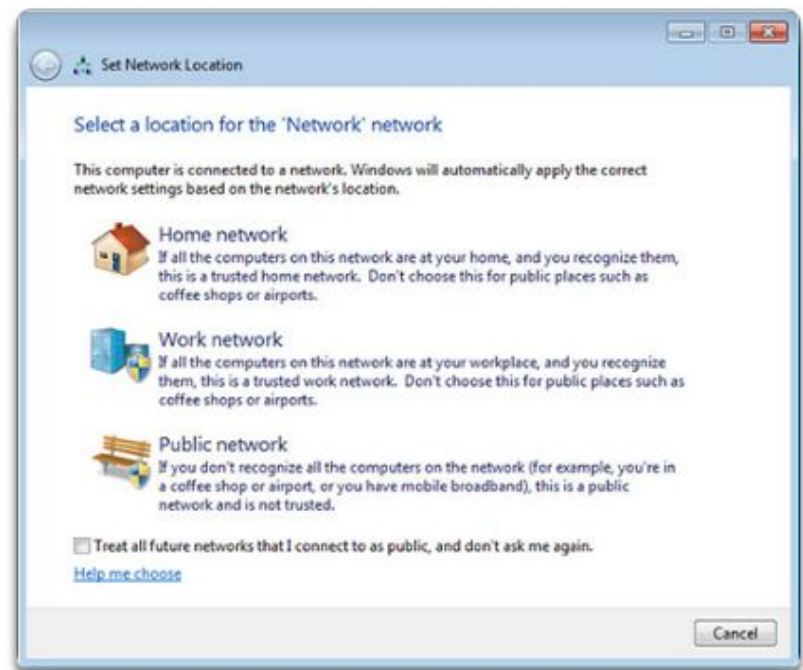 Set Network Location
Select a location for the 'Network' network
This computer is connected to a network. Windows will automatically apply the correct
network settings based on the network's location.
Home network
If all the computers on this network are at your home, and you recognize them,
this is a trusted home network. Don't choose this for public places such as
coffee shops or airports.
Work network
If all the computers on this network are at your workplace, and you recognize
them, this is a trusted work network. Don't choose this for public places such as
coffee shops or airports.
Public network
If you don't recognize all the computers on the network (for example, you're in
a coffee shop or airport, or you have mobile broadband), this is a public
network and is not trusted.
Treat all future networks that I connect to as public, and don't ask me again.
Help me choose
Cancel